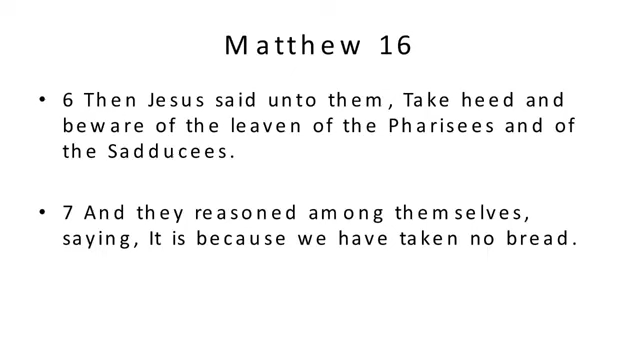 Matthew 16
• 6 Then Jesus said unto them, Take heed and
beware of the leaven of the Pharisees and of
the Sadducees.
• 7 And they reasoned among themselves,
saying, It is because we have taken no bread.